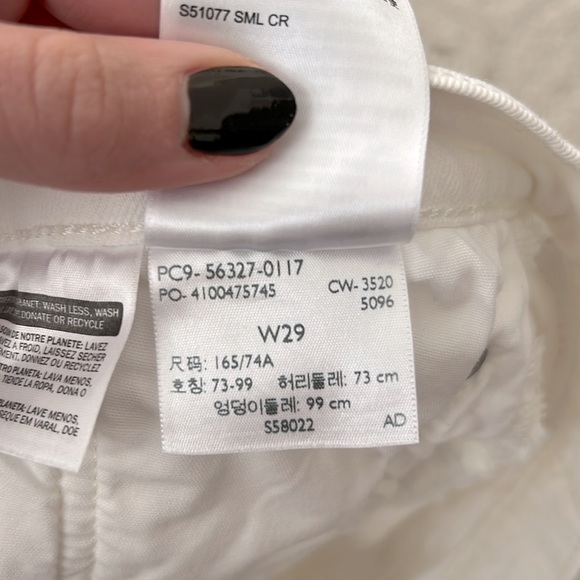 S51077 SML CR
PC9- 56327-0117
PO- 4100475745
CW- 3520
5096
W29
尺码: 165/74A
호칭: 73-99 허리둘레: 73 cm
엉덩이둘레: 99 cm
S58022
AD
PLANET: WASH LESS, WASH
DONATE OR RECYCLE
DE NOTRE PLANETE: LAVEZ
À FROID, LAISSEZ SÉCHER
DONNEZ OU RECYCLEZ
PLANETA: LAVA MENOS,
TIENDE LA ROPA, DONA O
LAVE MENOS,
SEQUE EM VARAL, DOE